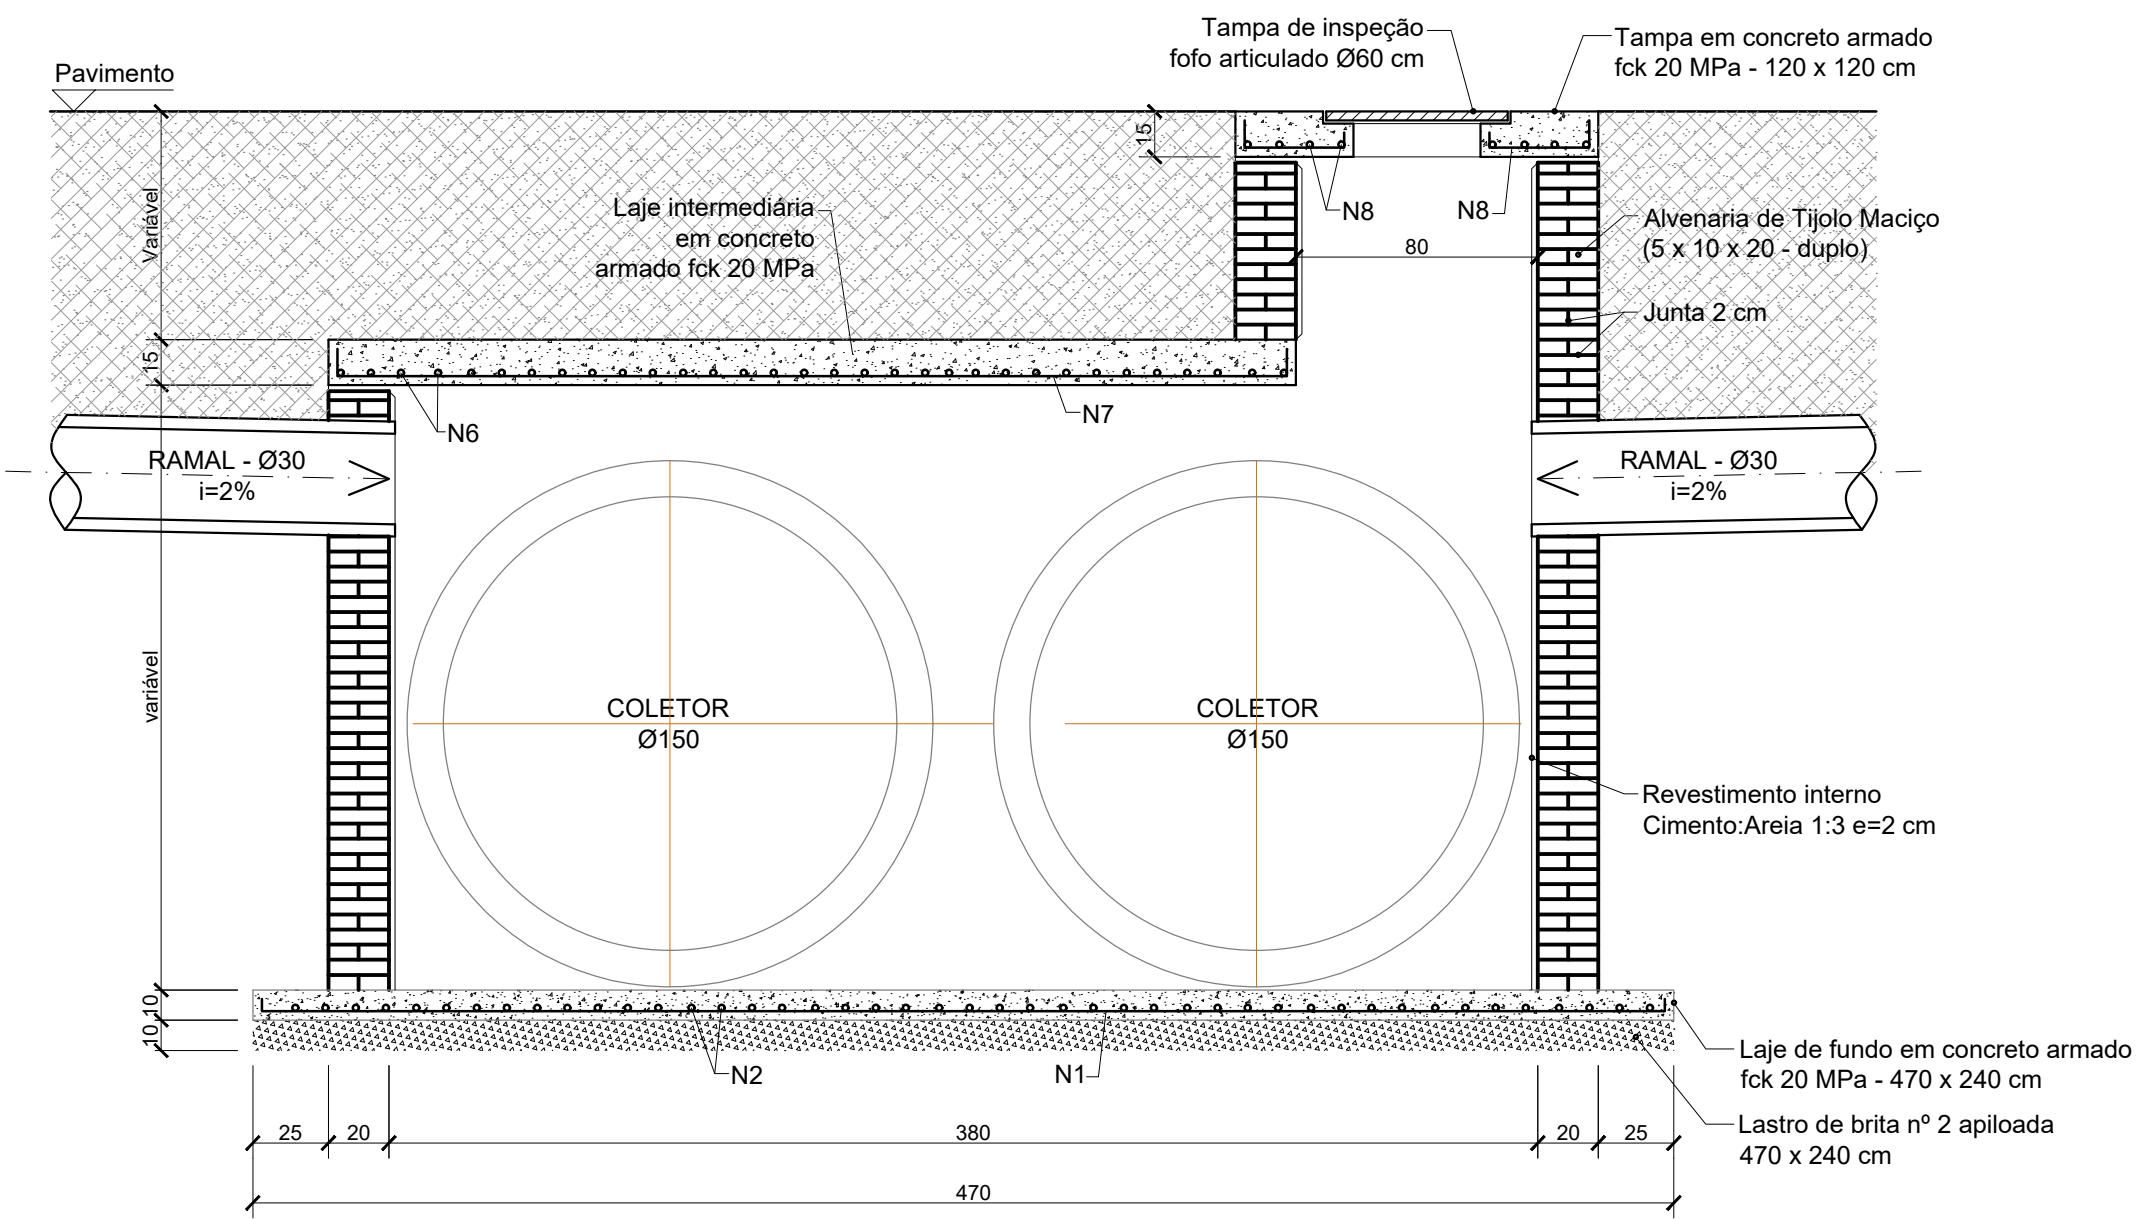 Tampa de inspeção
fofo articulado Ø60 cm
Tampa em concreto armado
fck 20 MPa - 120 x 120 cm
Pavimento
15
Variável
Laje intermediária
em concreto
armado fck 20 MPa
N8
N8
Alvenaria de Tijolo Maciço
(5 x 10 x 20 - duplo)
80
Junta 2 cm
15
N7
N6
RAMAL - Ø30
i=2%
RAMAL - Ø30
i=2%
variável
COLETOR
Ø150
COLETOR
Ø150
Revestimento interno
Cimento:Areia 1:3 e=2 cm
10
10
N2
N1
Laje de fundo em concreto armado
fck 20 MPa - 470 x 240 cm
Lastro de brita nº 2 apiloada
470 x 240 cm
25
20
380
20
25
470